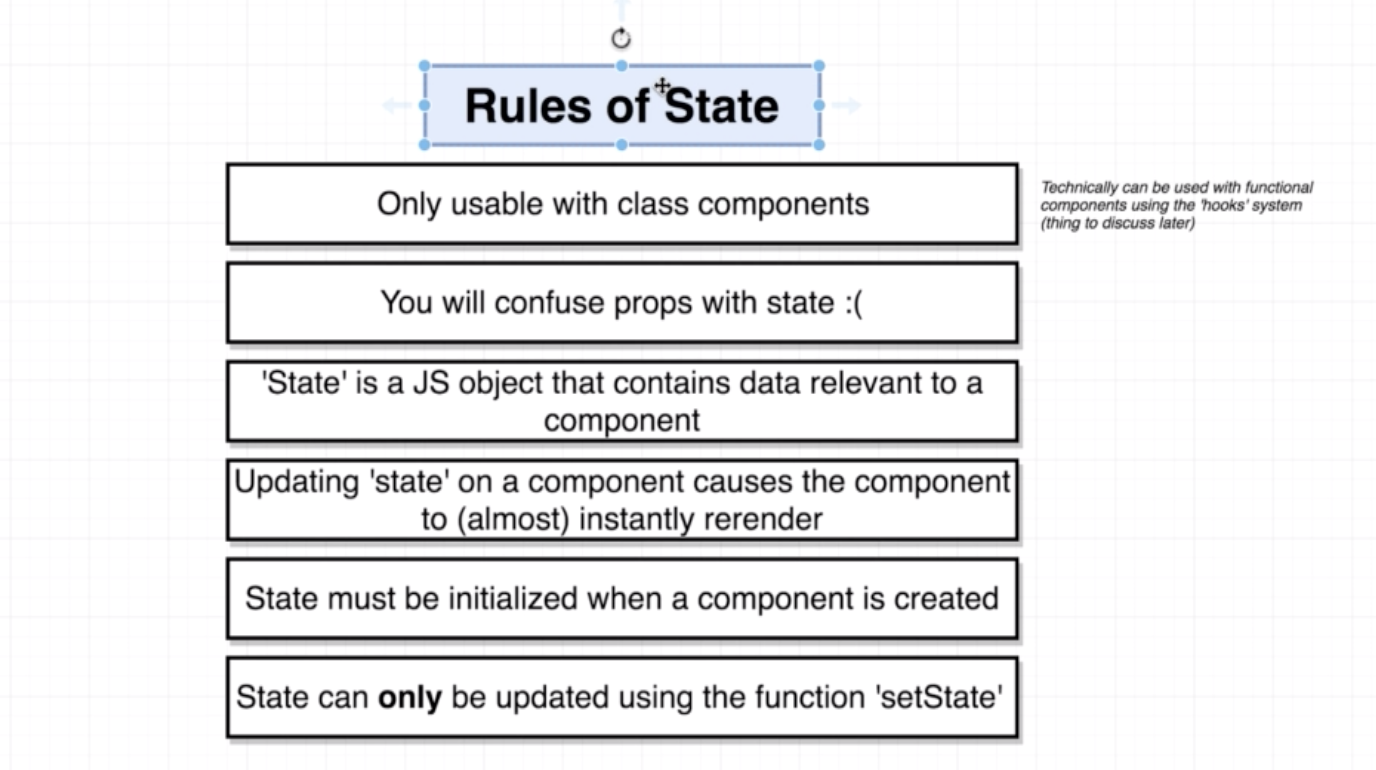 Rules of State
Only usable with class components
Technically can be used with functional
components using the 'hooks' system
(thing to discuss later)
You will confuse props with state :(
'State' is a JS object that contains data relevant to a
component
Updating 'state' on a component causes the component
to (almost) instantly rerender
State must be initialized when a component is created
State can only be updated using the function 'setState'